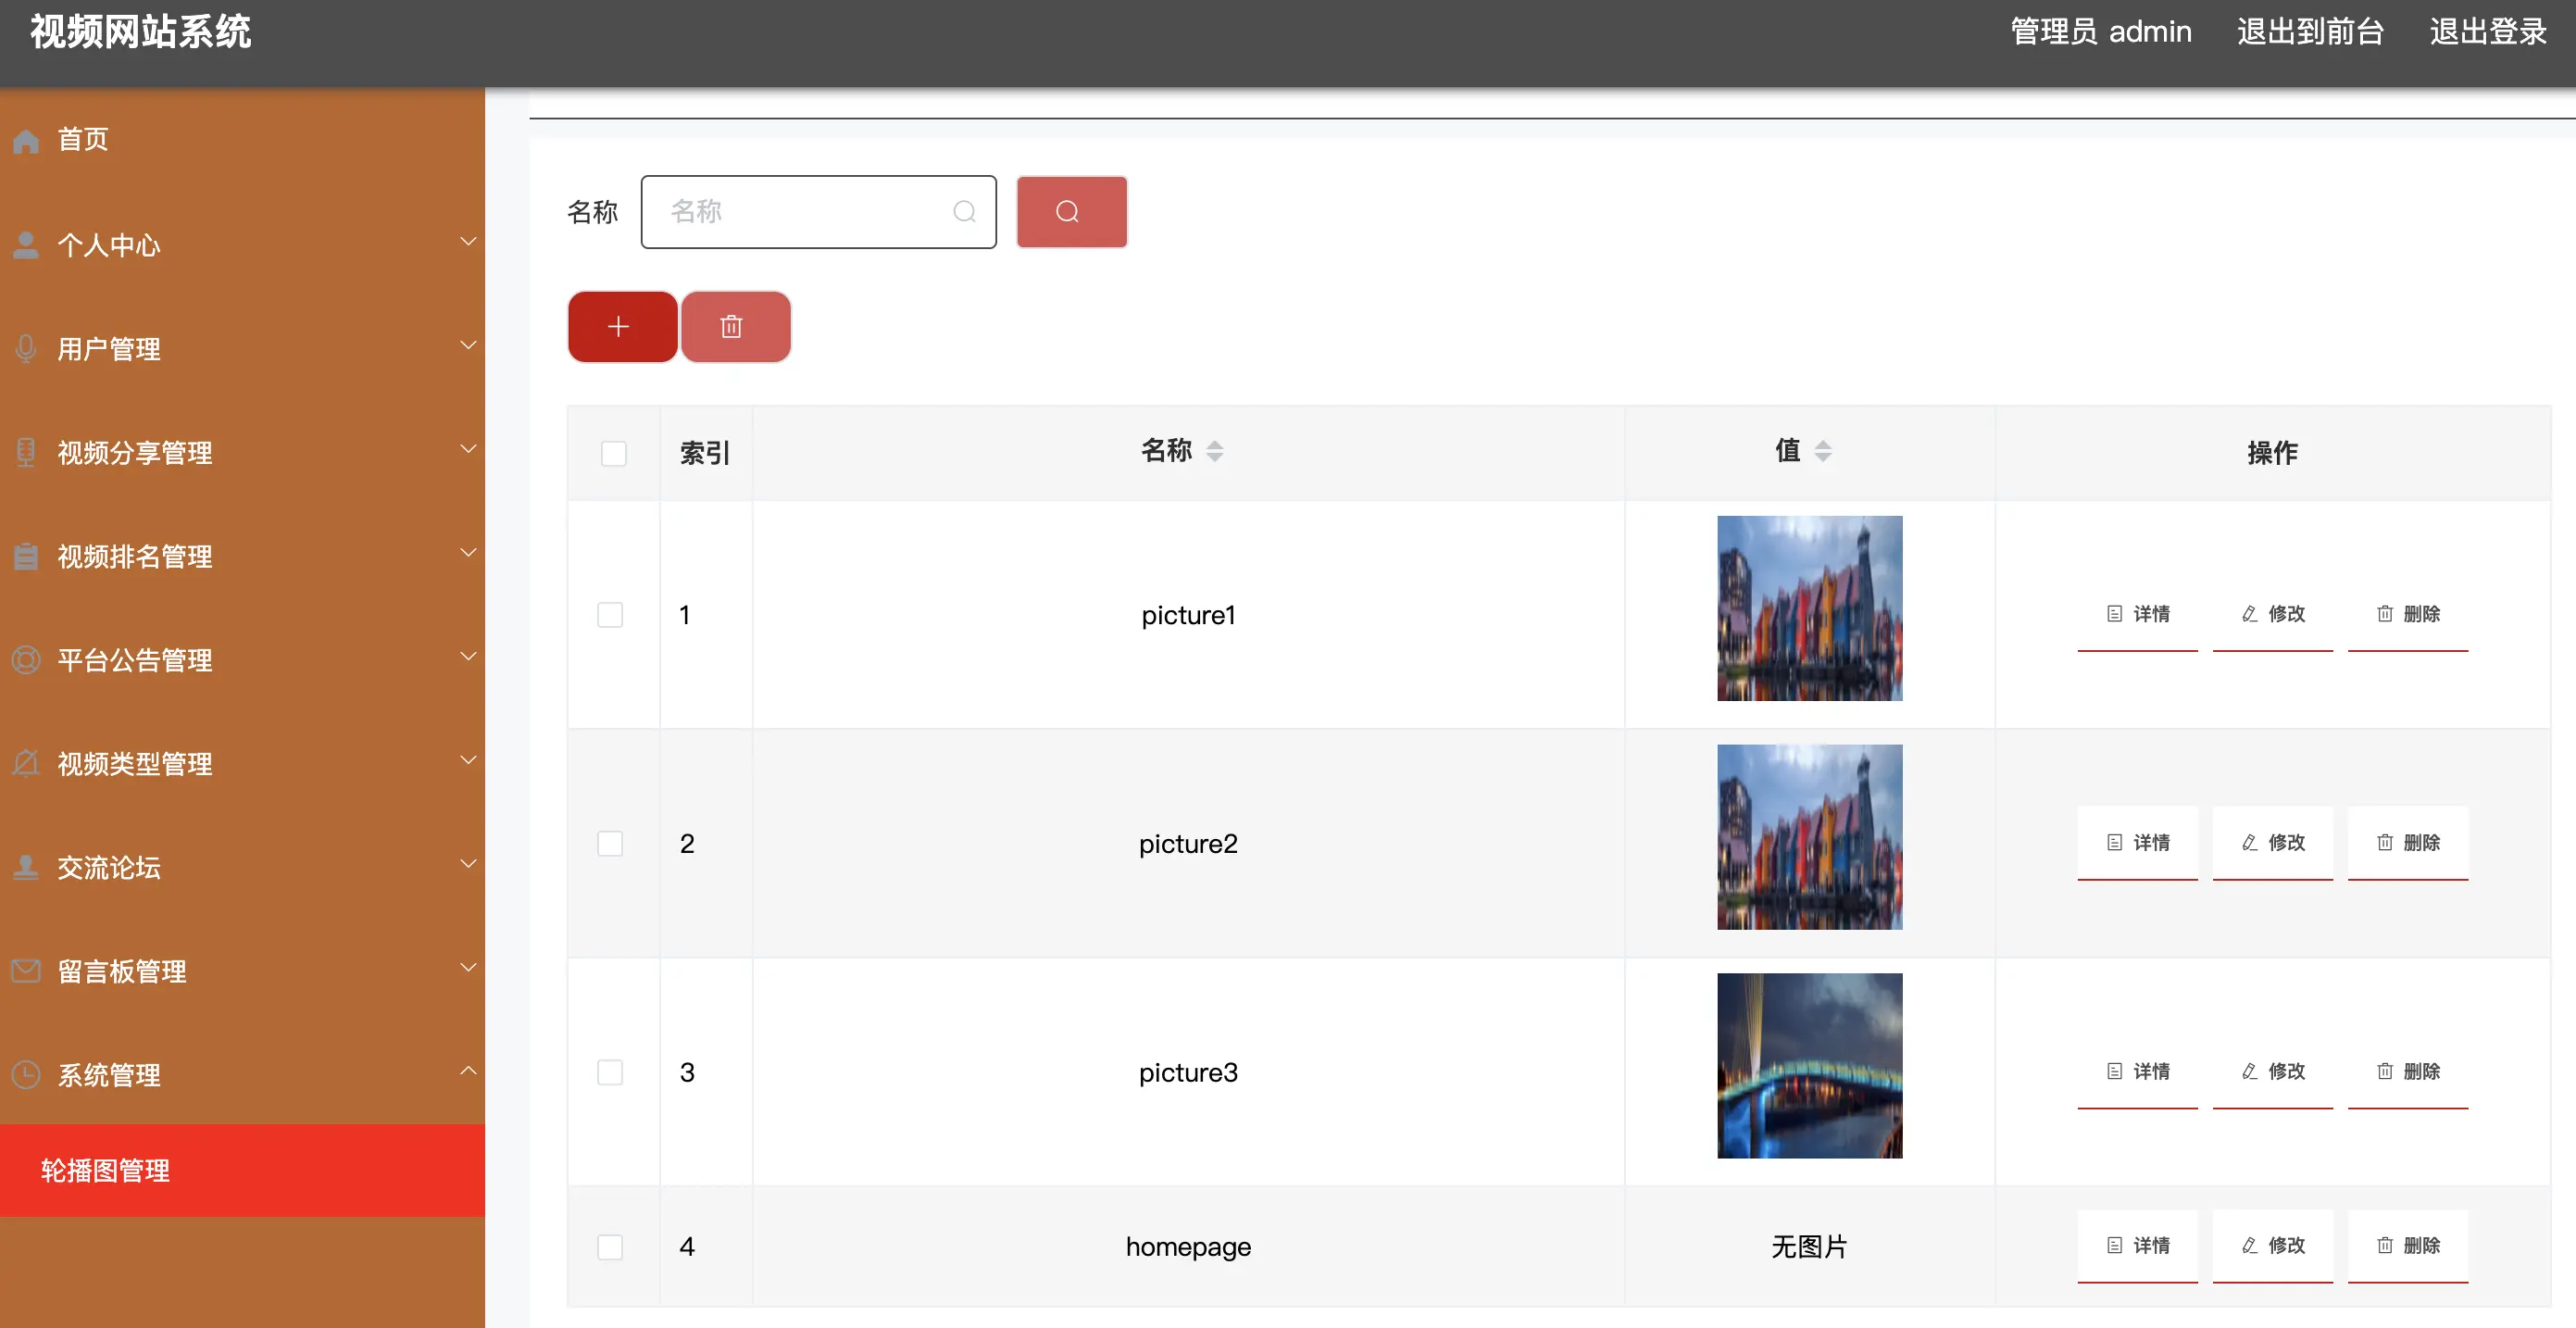 视频网站系统
管理员 admin 退出到前台 退出登录
首页
个人中心
用户管理
视频分享管理
视频排名管理
平台公告管理
视频类型管理
交流论坛
留言板管理
系统管理
轮播图管理
名称 名称
索引 名称 值 操作
1 picture1 详情 修改 删除
2 picture2 详情 修改 删除
3 picture3 详情 修改 删除
4 homepage 无图片 详情 修改 删除